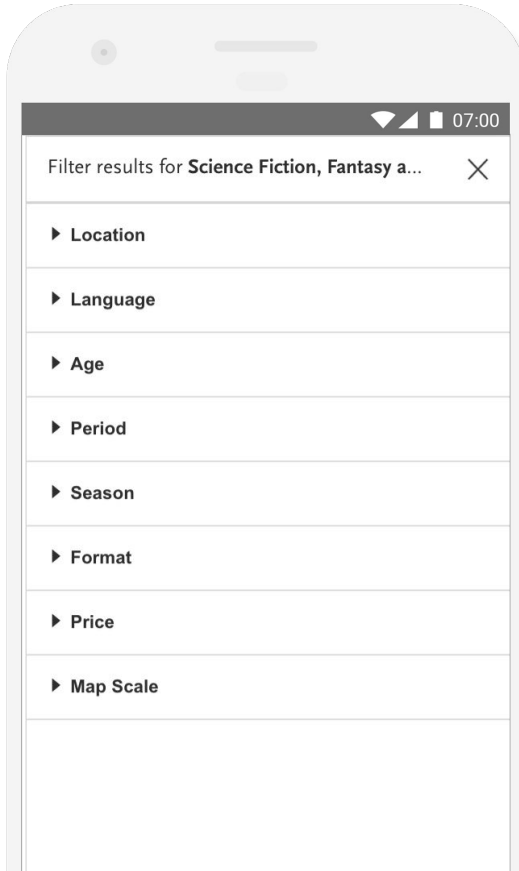 07:00
Filter results for Science Fiction, Fantasy a...
Location
Language
Age
Period
Season
Format
Price
Map Scale